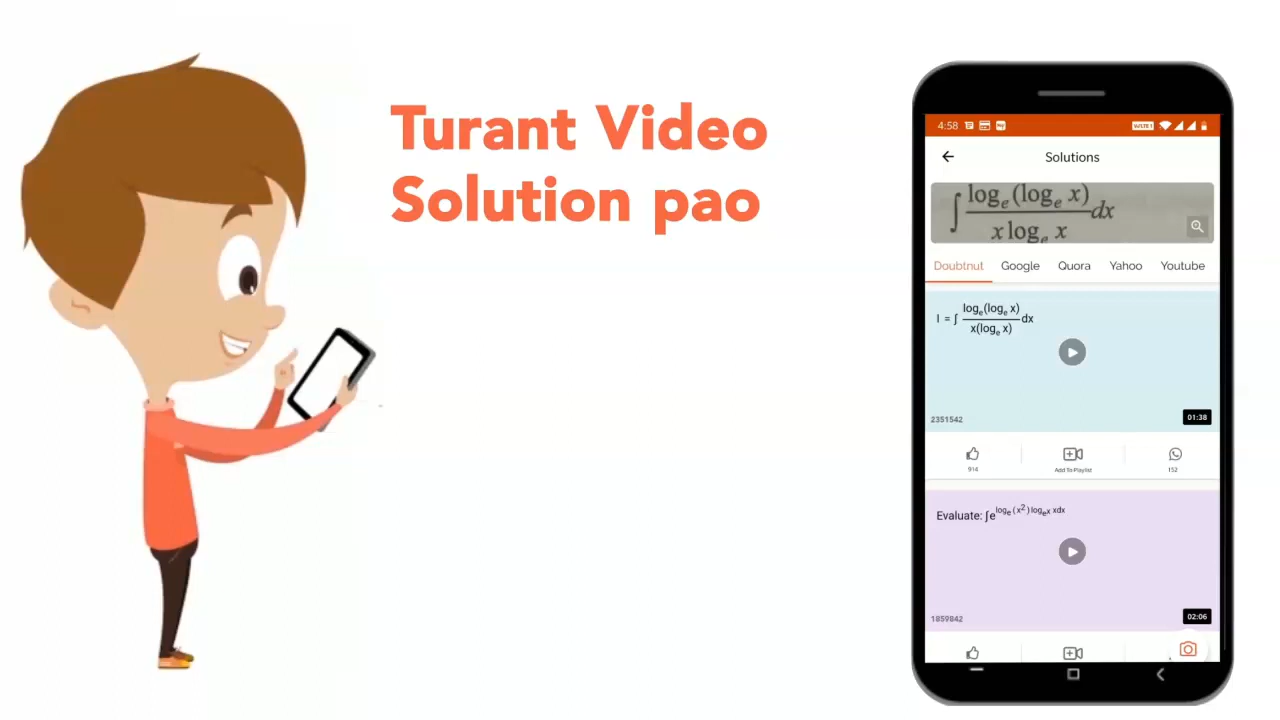 Turant Video
Solution pao
4:58
VoLTE1
Solutions
∫ logₑ(logₑ x) / x logₑ x dx
Doubtnut Google Quora Yahoo Youtube
I = ∫ logₑ(logₑ x) / x(logₑ x) dx
2351542 01:38
914 Add To Playlist 152
Evaluate: ∫e^logₑ(x²)logₑx xdx
1859842 02:06